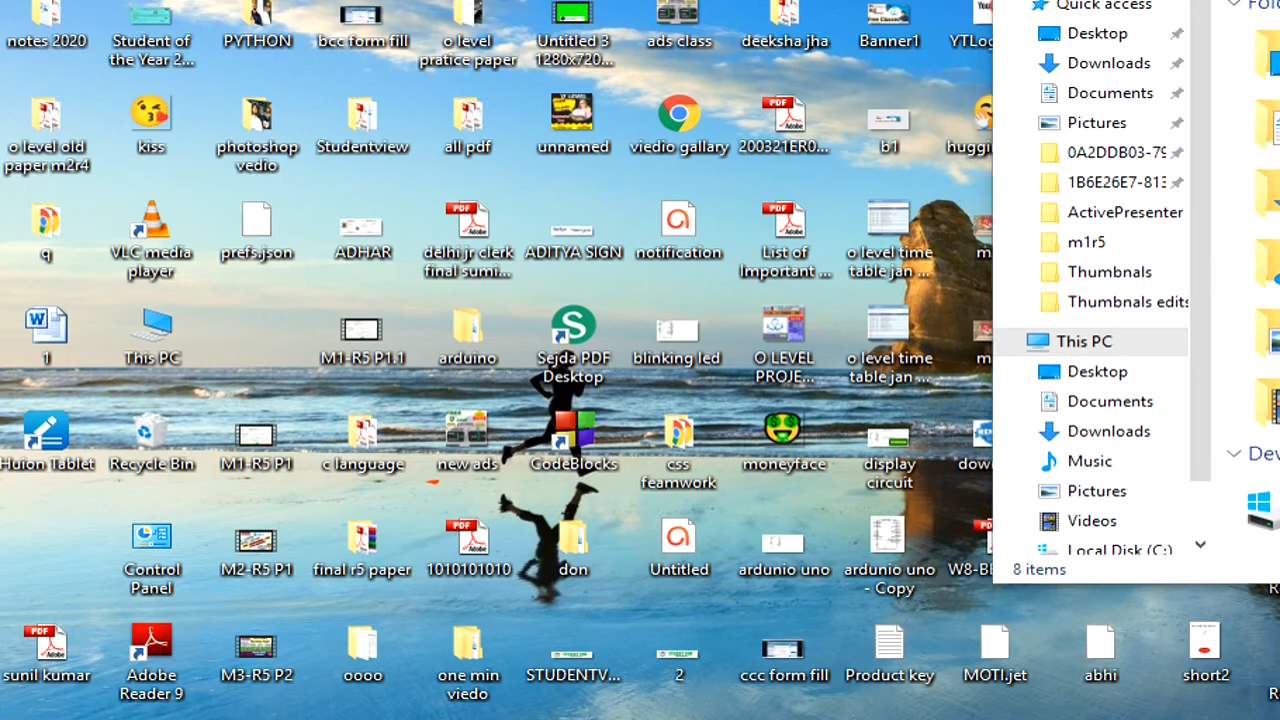 notes 2020
Student of
the Year 2...
PYTHON
bcc form fill
o level
pratice paper
Untitled 3
1280x720...
ads class
deeksha jha
Banner1
YTLog
o level old
paper m2r4
kiss
photoshop
vedio
Studentview
all pdf
unnamed
viedio gallary
200321ER0...
b1
huggi
q
VLC media
player
prefs.json
ADHAR
delhi jr clerk
final sumi...
ADITYA SIGN
notification
List of
Important ...
o level time
table jan ...
m
1
This PC
M1-R5 P1.1
arduino
Sejda PDF
Desktop
blinking led
O LEVEL
PROJE...
o level time
table jan ...
m
Huion Tablet
Recycle Bin
M1-R5 P1
c language
new ads
CodeBlocks
css
feamwork
moneyface
display
circuit
dow
Control
Panel
M2-R5 P1
final r5 paper
1010101010
don
Untitled
ardunio uno
ardunio uno
- Copy
W8-BE
sunil kumar
Adobe
Reader 9
M3-R5 P2
oooo
one min
viedo
STUDENTV...
2
ccc form fill
Product key
MOTI.jet
abhi
short2
Quick access
Desktop
Downloads
Documents
Pictures
0A2DDB03-79
1B6E26E7-813
ActivePresenter
m1r5
Thumbnals
Thumbnals edits
This PC
Desktop
Documents
Downloads
Music
Pictures
Videos
Local Disk (C:)
8 items
Fol
Dev